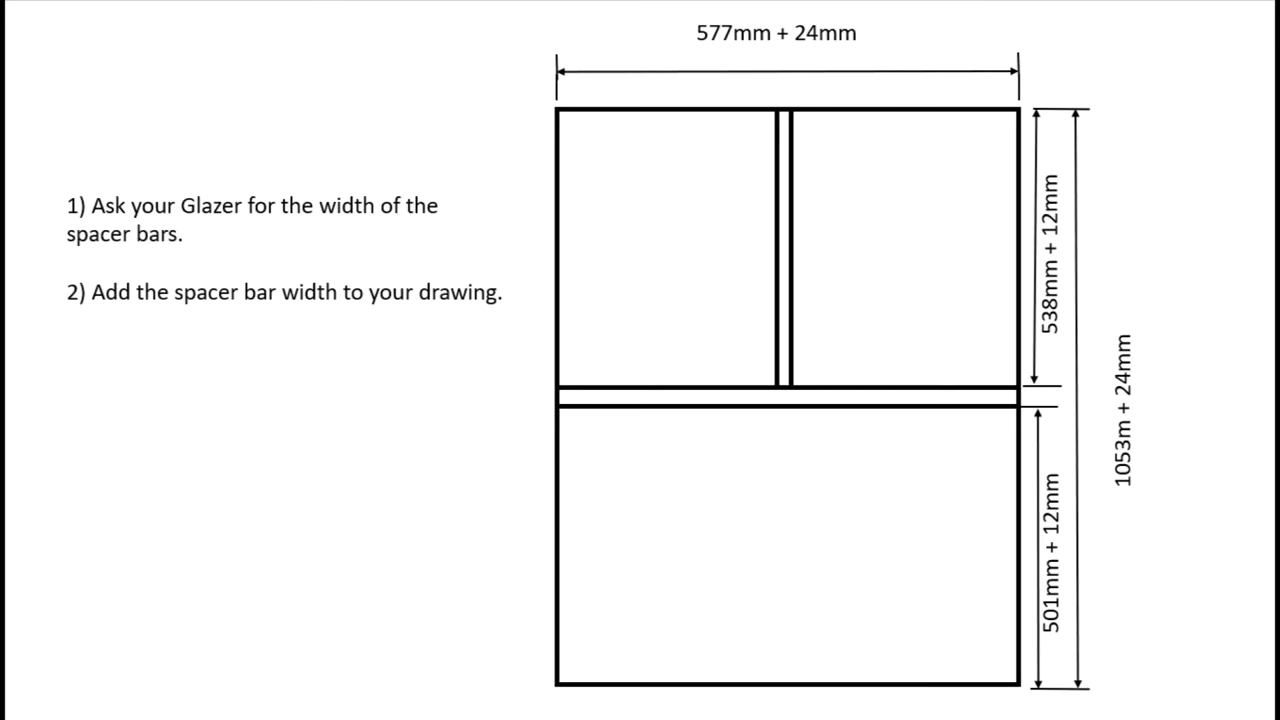 577mm + 24mm
1) Ask your Glazer for the width of the
spacer bars.
2) Add the spacer bar width to your drawing.
538mm + 12mm
1053m + 24mm
501mm + 12mm